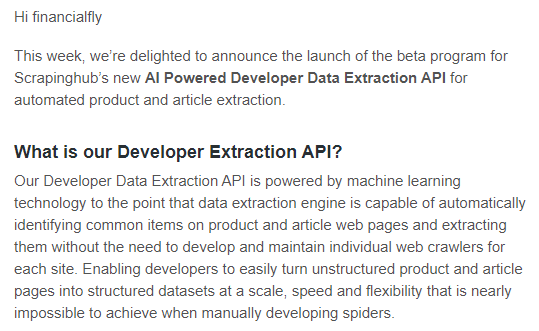 Hi financialfly
This week, we're delighted to announce the launch of the beta program for
Scrapinghub's new AI Powered Developer Data Extraction API for
automated product and article extraction.
What is our Developer Extraction API?
Our Developer Data Extraction API is powered by machine learning
technology to the point that data extraction engine is capable of automatically
identifying common items on product and article web pages and extracting
them without the need to develop and maintain individual web crawlers for
each site. Enabling developers to easily turn unstructured product and article
pages into structured datasets at a scale, speed and flexibility that is nearly
impossible to achieve when manually developing spiders.